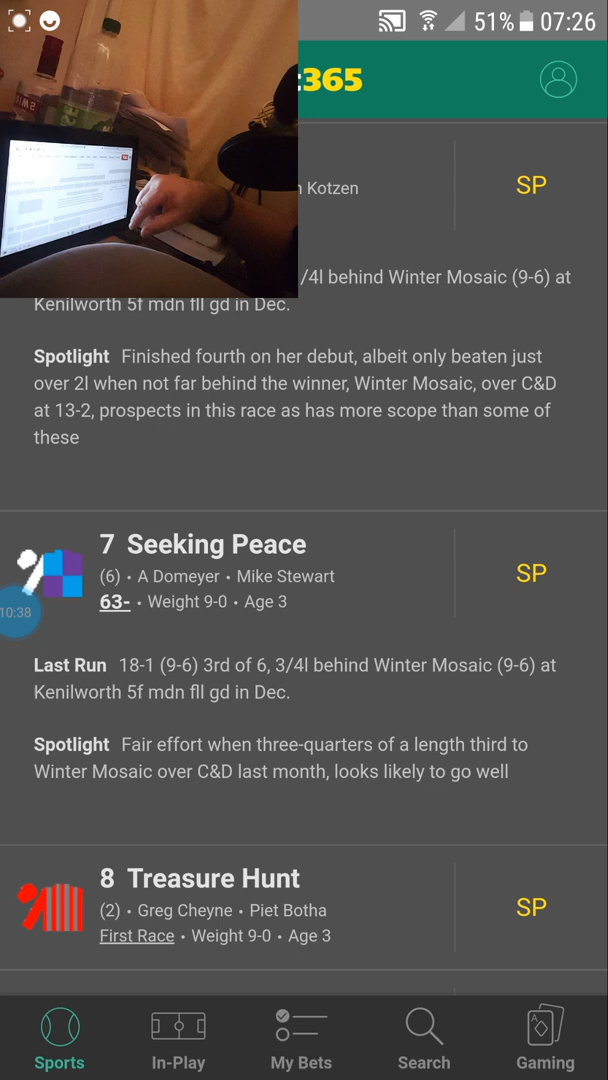 51% 07:26
365
Kotzen
SP
/4l behind Winter Mosaic (9-6) at
Kenilworth 5f mdn fll gd in Dec.
Spotlight Finished fourth on her debut, albeit only beaten just
over 2l when not far behind the winner, Winter Mosaic, over C&D
at 13-2, prospects in this race as has more scope than some of
these
7 Seeking Peace
SP
(6) • A Domeyer • Mike Stewart
63- • Weight 9-0 • Age 3
10:38
Last Run 18-1 (9-6) 3rd of 6, 3/4l behind Winter Mosaic (9-6) at
Kenilworth 5f mdn fll gd in Dec.
Spotlight Fair effort when three-quarters of a length third to
Winter Mosaic over C&D last month, looks likely to go well
8 Treasure Hunt
SP
(2) • Greg Cheyne • Piet Botha
First Race • Weight 9-0 • Age 3
Sports In-Play My Bets Search Gaming